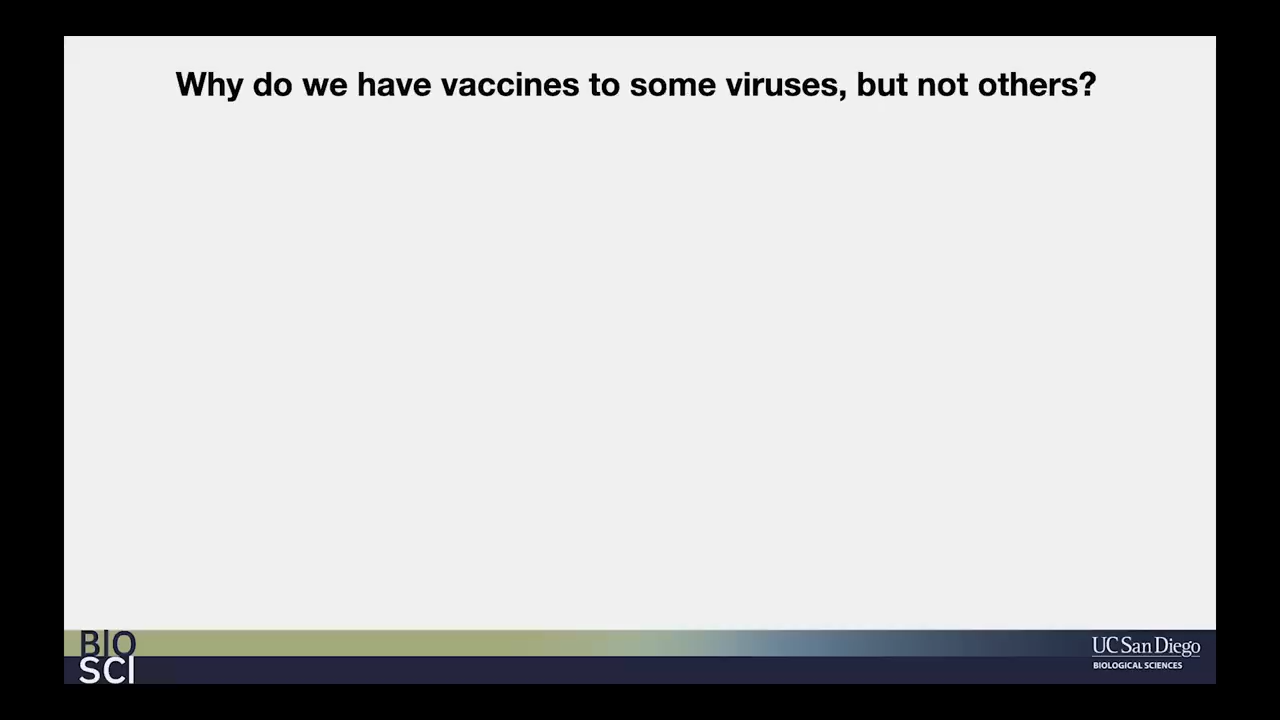 Why do we have vaccines to some viruses, but not others?
BIO
SCI
UC San Diego
BIOLOGICAL SCIENCES